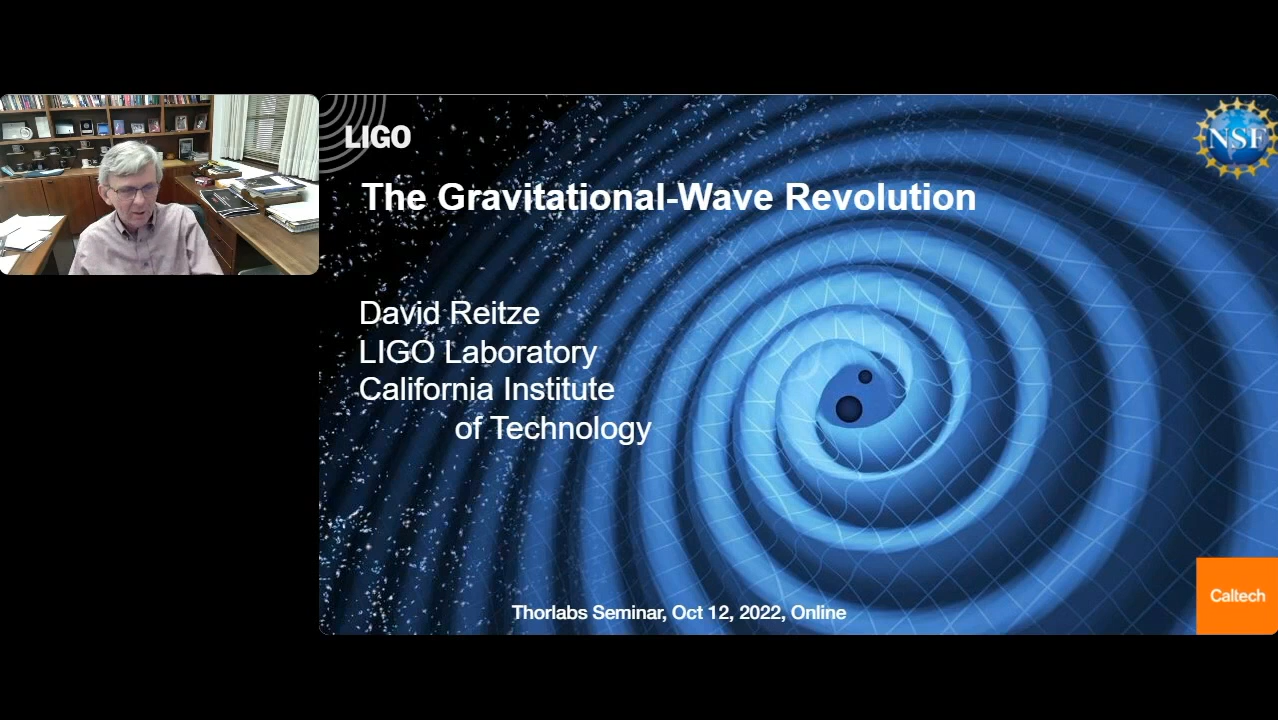 LIGO
NSF
The Gravitational-Wave Revolution
David Reitze
LIGO Laboratory
California Institute
of Technology
Caltech
Thorlabs Seminar, Oct 12, 2022, Online